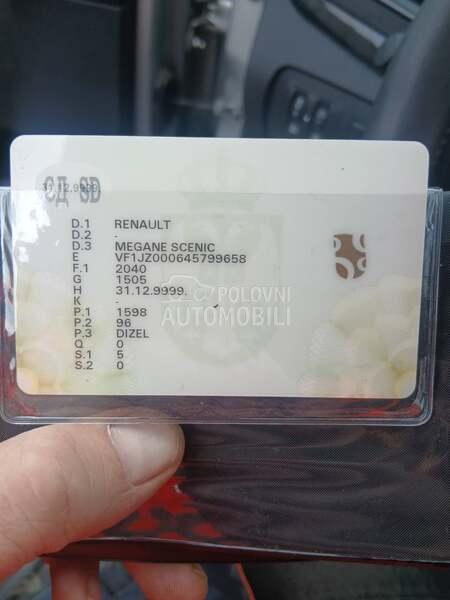 СД SD
31.12.9999.
D.1 RENAULT
D.2 -
D.3 MEGANE SCENIC
E VF1JZ000645799658
F.1 2040
G 1505
H 31.12.9999.
K -
P.1 1598
P.2 96
P.3 DIZEL
Q 0
S.1 5
S.2 0
POLOVNI
AUTOMOBILI